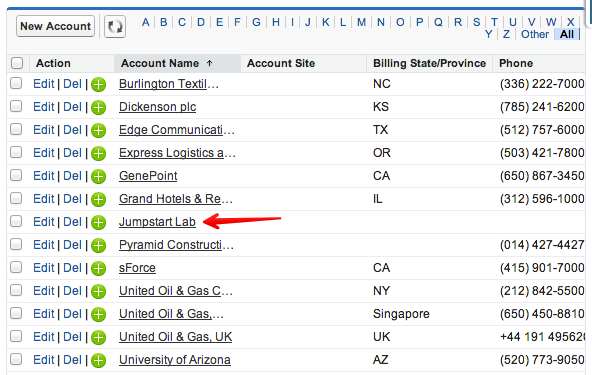 New Account A B C D E F G H I J K L M N O P Q R S T U V W X
Y Z Other All
Action Account Name ↑ Account Site Billing State/Province Phone
Edit | Del | Burlington Textil... NC (336) 222-7000
Edit | Del | Dickenson plc KS (785) 241-6200
Edit | Del | Edge Communicati... TX (512) 757-6000
Edit | Del | Express Logistics a... OR (503) 421-7800
Edit | Del | GenePoint CA (650) 867-3450
Edit | Del | Grand Hotels & Re... IL (312) 596-1000
Edit | Del | Jumpstart Lab
Edit | Del | Pyramid Constructi... (014) 427-4427
Edit | Del | sForce CA (415) 901-7000
Edit | Del | United Oil & Gas C... NY (212) 842-5500
Edit | Del | United Oil & Gas,... Singapore (650) 450-8810
Edit | Del | United Oil & Gas, UK UK +44 191 495620
Edit | Del | University of Arizona AZ (520) 773-9050